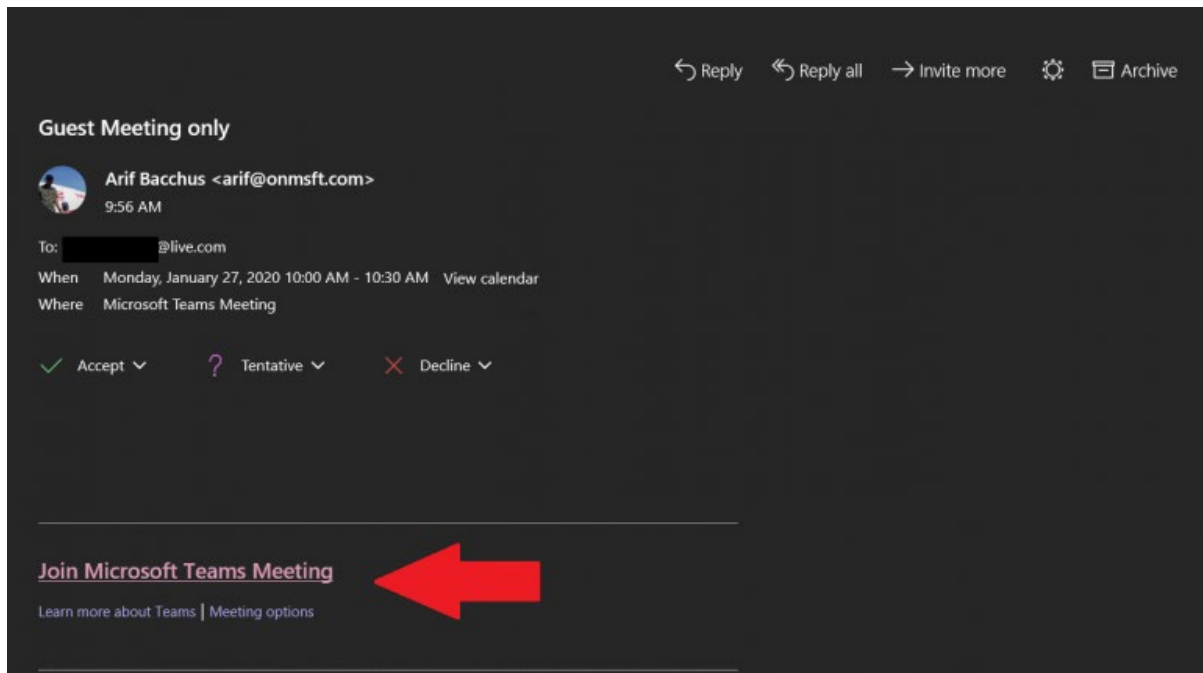 Reply Reply all Invite more Archive
Guest Meeting only
Arif Bacchus <arif@onmsft.com>
9:56 AM
To: @live.com
When Monday, January 27, 2020 10:00 AM - 10:30 AM View calendar
Where Microsoft Teams Meeting
Accept ? Tentative Decline
Join Microsoft Teams Meeting
Learn more about Teams | Meeting options